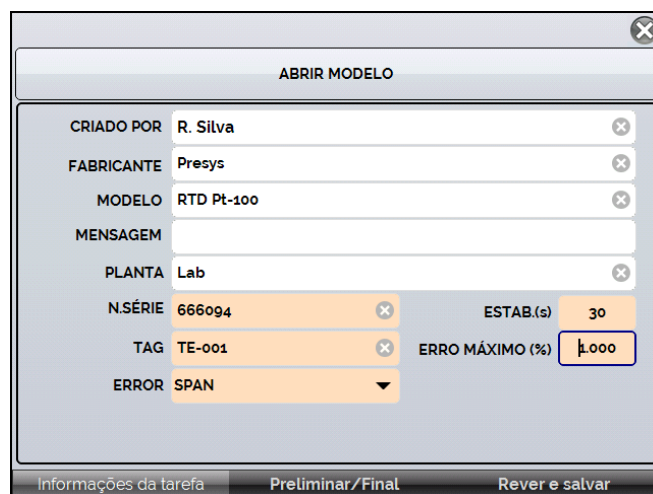 ABRIR MODELO
CRIADO POR R. Silva
FABRICANTE Presys
MODELO RTD Pt-100
MENSAGEM
PLANTA Lab
N.SÉRIE 666094 ESTAB.(s) 30
TAG TE-001 ERRO MÁXIMO (%) 1.000
ERROR SPAN
Informações da tarefa Preliminar/Final Rever e salvar